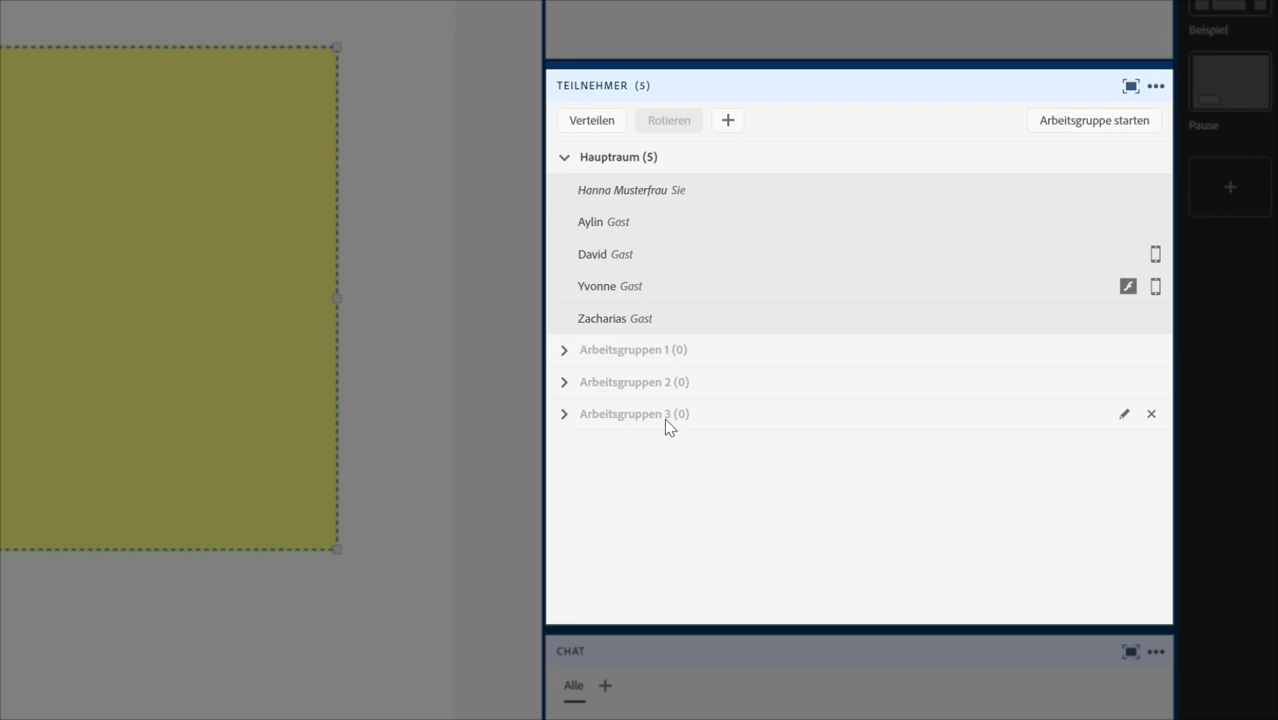 Beispiel
TEILNEHMER (5)
Verteilen Rotieren Arbeitsgruppe starten
Pause
Hauptraum (5)
Hanna Musterfrau Sie
Aylin Gast
David Gast
Yvonne Gast
Zacharias Gast
Arbeitsgruppen 1 (0)
Arbeitsgruppen 2 (0)
Arbeitsgruppen 3 (0)
CHAT
Alle